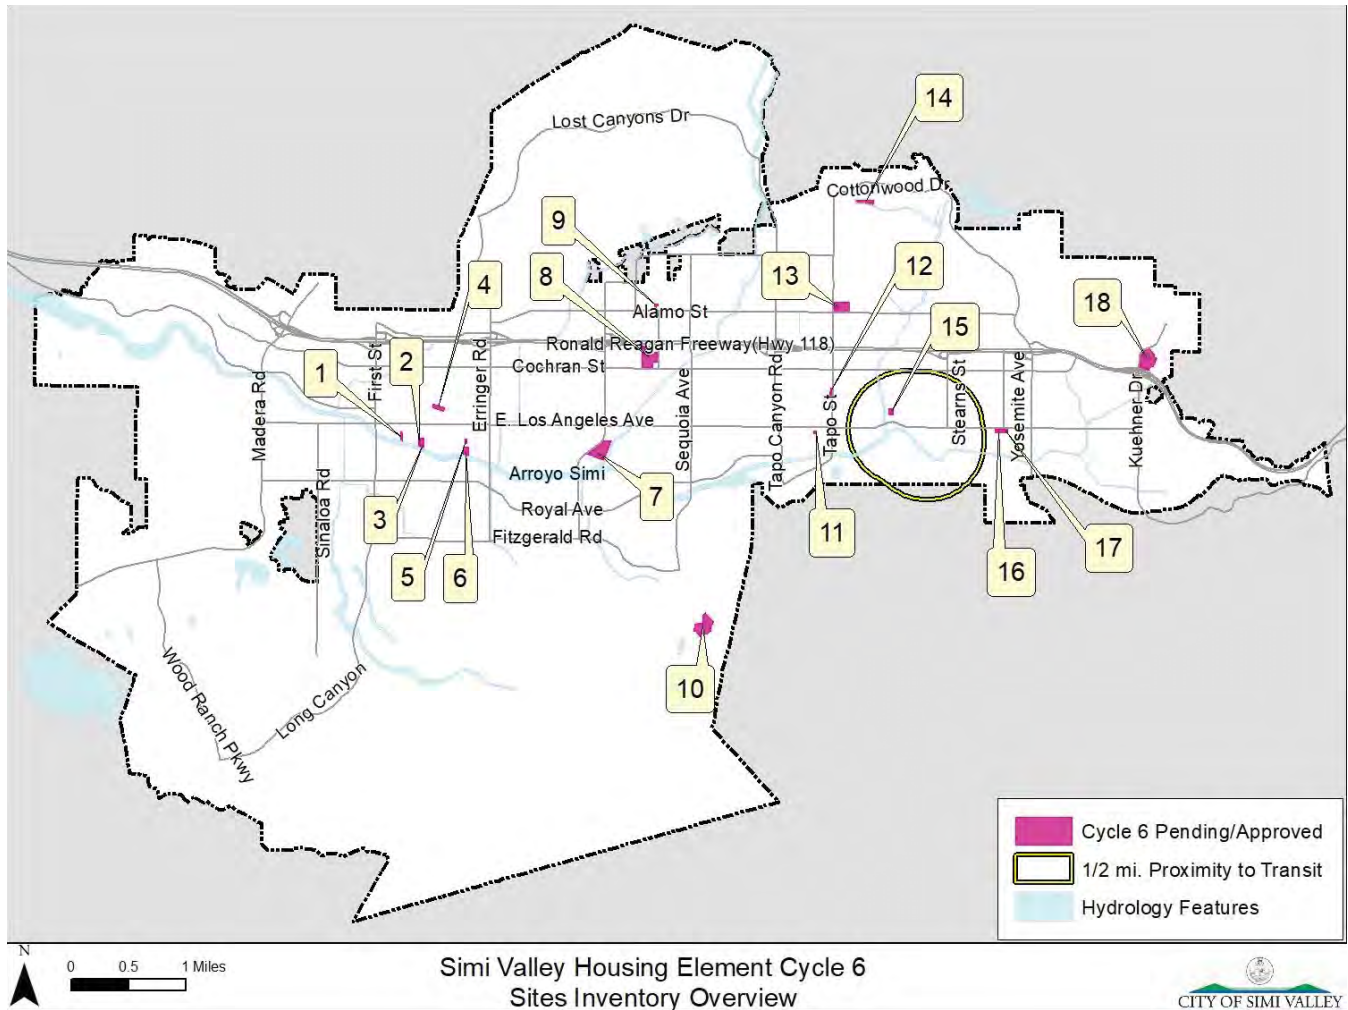 14
Lost Canyons Dr
Cottonwood Dr
9
4
8
13
12
18
Alamo St
15
Ronald Reagan Freeway(Hwy 118)
Cochran St
1
2
First St
Erringer Rd
Madera Rd
Sequoia Ave
Tapo Canyon Rd
Tapo St
Stearns St
Yosemite Ave
Kuehner Dr
E. Los Angeles Ave
Arroyo Simi
7
3
Royal Ave
Sinaloa Rd
Fitzgerald Rd
11
17
5
6
16
10
Wood Ranch Pkwy
Long Canyon
Cycle 6 Pending/Approved
1/2 mi. Proximity to Transit
Hydrology Features
N
0 0.5 1 Miles
Simi Valley Housing Element Cycle 6
Sites Inventory Overview
CITY OF SIMI VALLEY